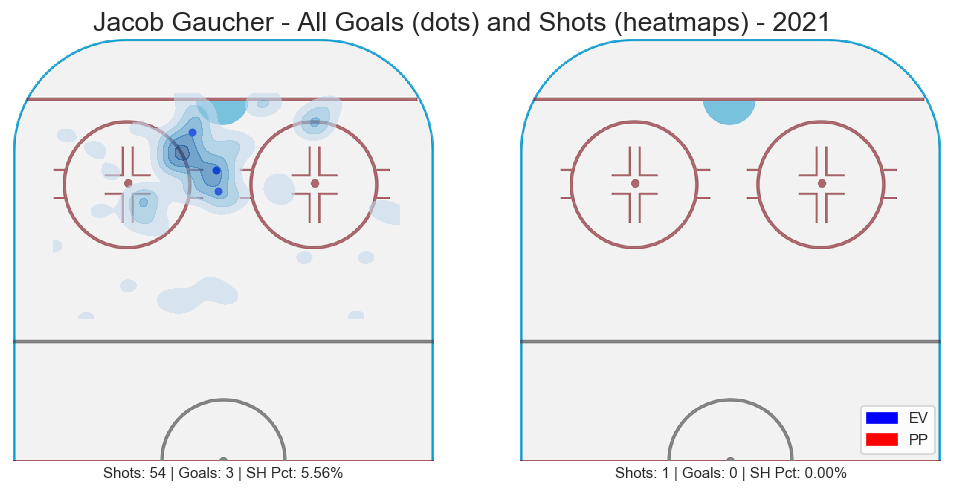 Jacob Gaucher - All Goals (dots) and Shots (heatmaps) - 2021
EV
PP
Shots: 54 | Goals: 3 | SH Pct: 5.56%
Shots: 1 | Goals: 0 | SH Pct: 0.00%